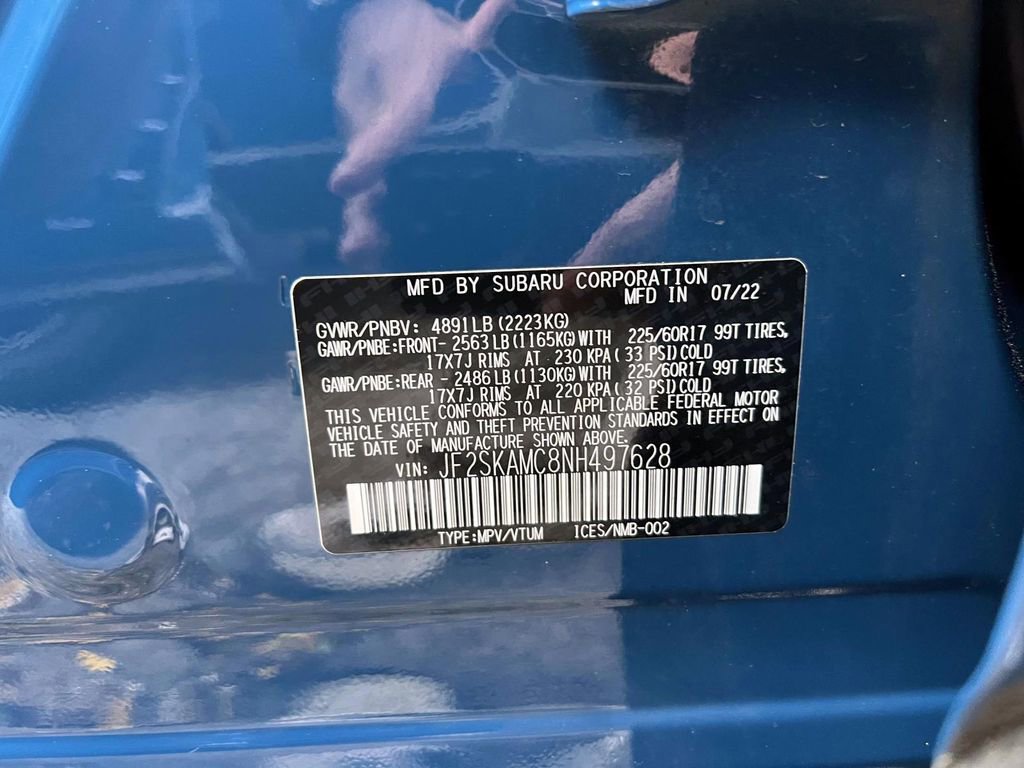 MFD BY SUBARU CORPORATION
MFD IN 07/22
GVWR/PNBV: 4891LB(2223KG)
GAWR/PNBE:FRONT- 2563LB(1165KG)WITH 225/60R17 99T TIRES,
17X7J RIMS AT 230 KPA( 33 PSI)COLD
GAWR/PNBE:REAR - 2486LB(1130KG)WITH 225/60R17 99T TIRES,
17X7J RIMS AT 220 KPA( 32 PSI)COLD
THIS VEHICLE CONFORMS TO ALL APPLICABLE FEDERAL MOTOR
VEHICLE SAFETY AND THEFT PREVENTION STANDARDS IN EFFECT ON
THE DATE OF MANUFACTURE SHOWN ABOVE.
VIN: JF2SKAMC8NH497628
TYPE:MPV/VTUM ICES/NMB-002